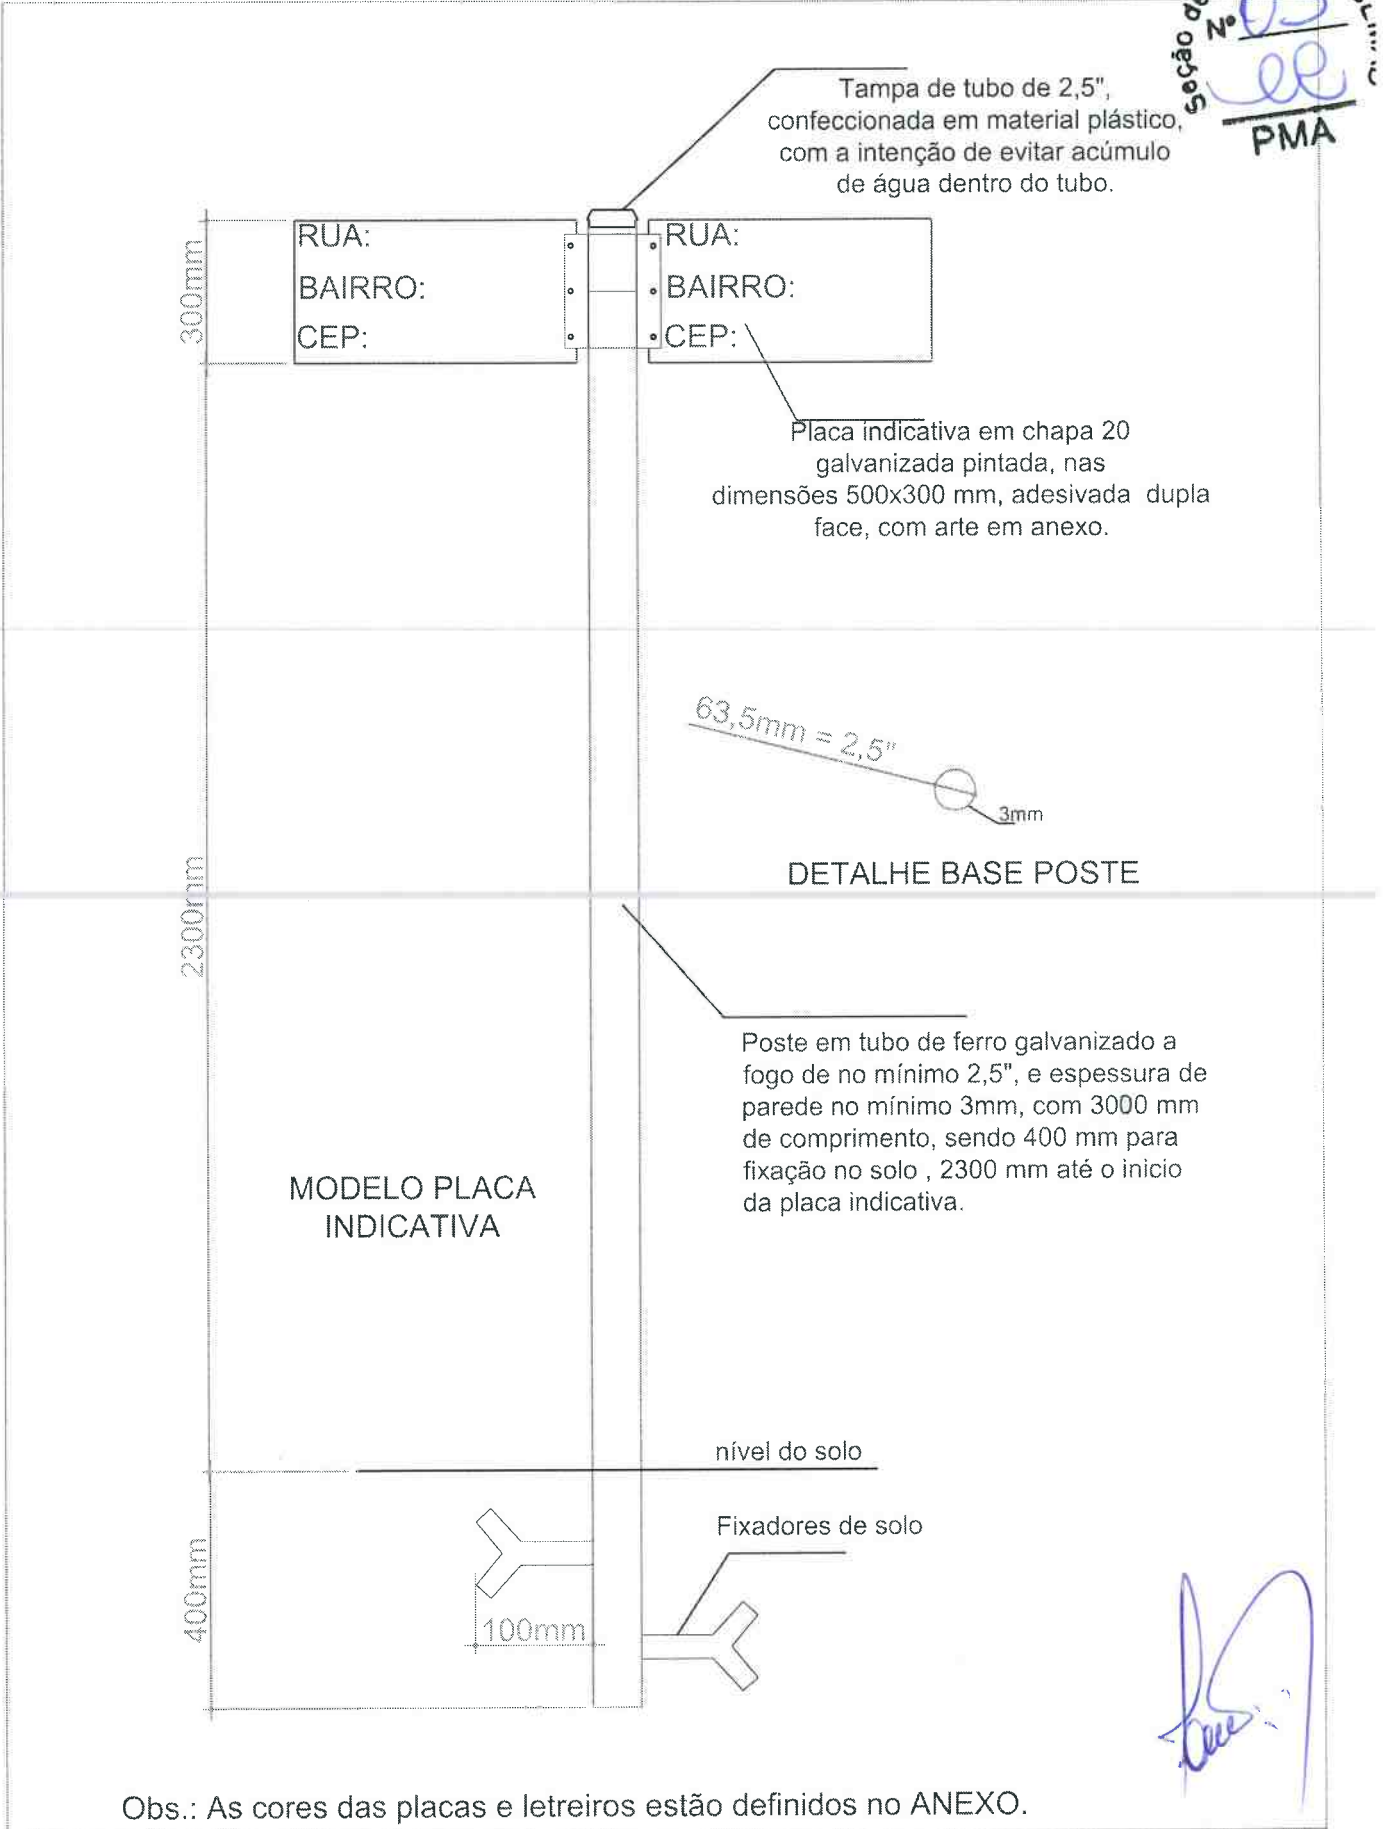 Seção de
Nº 03
PMA
Tampa de tubo de 2,5",
confeccionada em material plástico,
com a intenção de evitar acúmulo
de água dentro do tubo.
300mm
RUA:
BAIRRO:
CEP:
RUA:
BAIRRO:
CEP:
Placa indicativa em chapa 20
galvanizada pintada, nas
dimensões 500x300 mm, adesivada dupla
face, com arte em anexo.
63,5mm = 2,5"
3mm
DETALHE BASE POSTE
2300mm
Poste em tubo de ferro galvanizado a
fogo de no mínimo 2,5", e espessura de
parede no mínimo 3mm, com 3000 mm
de comprimento, sendo 400 mm para
fixação no solo , 2300 mm até o inicio
da placa indicativa.
MODELO PLACA
INDICATIVA
nível do solo
Fixadores de solo
400mm
100mm
Obs.: As cores das placas e letreiros estão definidos no ANEXO.